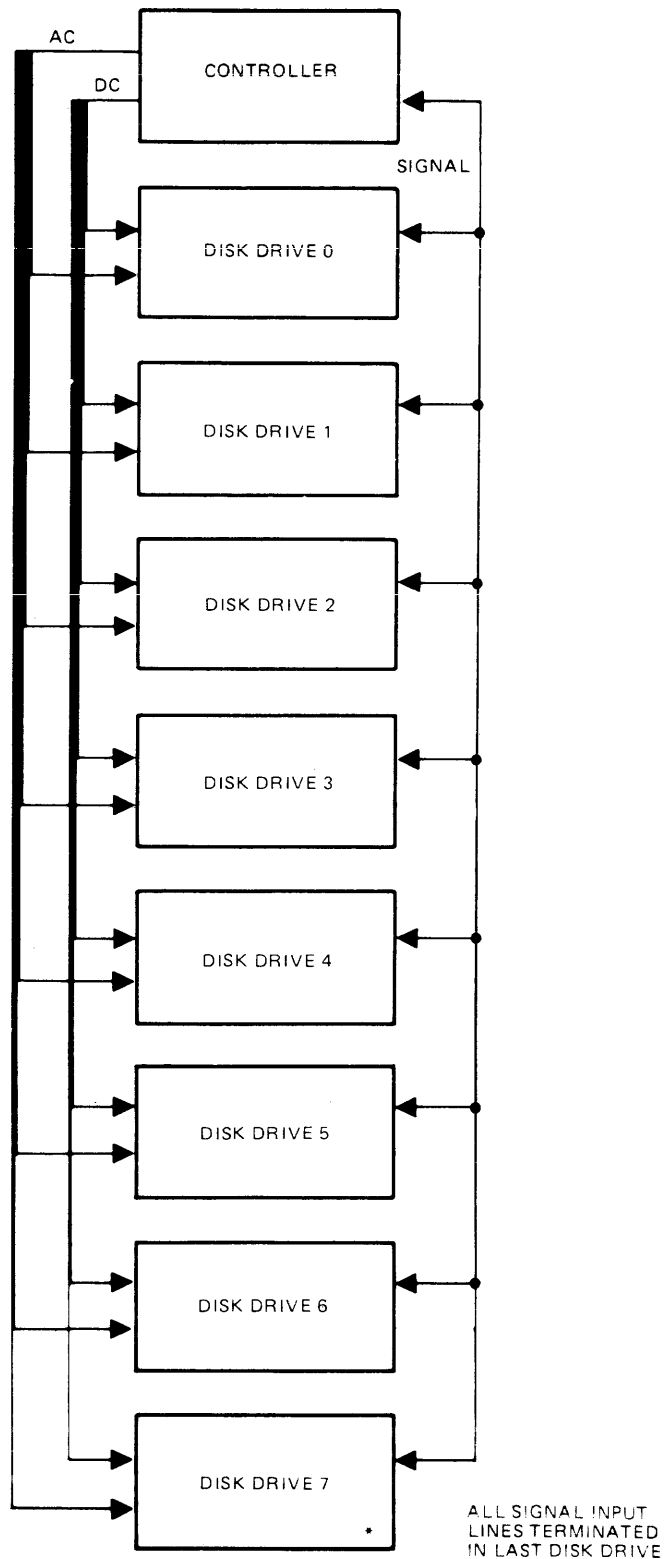 AC
CONTROLLER
DC
SIGNAL
DISK DRIVE 0
DISK DRIVE 1
DISK DRIVE 2
DISK DRIVE 3
DISK DRIVE 4
DISK DRIVE 5
DISK DRIVE 6
DISK DRIVE 7
*
ALL SIGNAL INPUT
LINES TERMINATED
IN LAST DISK DRIVE